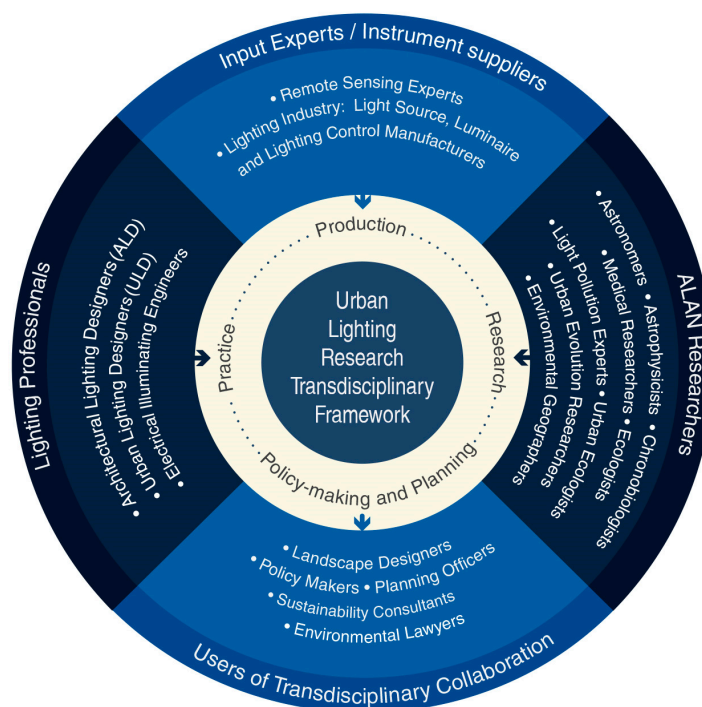 Input Experts / Instrument suppliers
• Remote Sensing Experts
• Lighting Industry: Light Source, Luminaire
and Lighting Control Manufacturers
Lighting Professionals
• Architectural Lighting Designers(ALD)
• Urban Lighting Designers(ULD)
• Electrical Illuminating Engineers
Production
Practice
Research
Policy-making and Planning
Urban
Lighting
Research
Transdisciplinary
Framework
ALAN Researchers
• Astronomers • Astrophysicists • Chronobiologists
• Medical Researchers • Ecologists
• Light Pollution Experts • Urban Ecologists
• Urban Evolution Researchers
• Environmental Geographers
• Landscape Designers
• Policy Makers • Planning Officers
• Sustainability Consultants
• Environmental Lawyers
Users of Transdisciplinary Collaboration